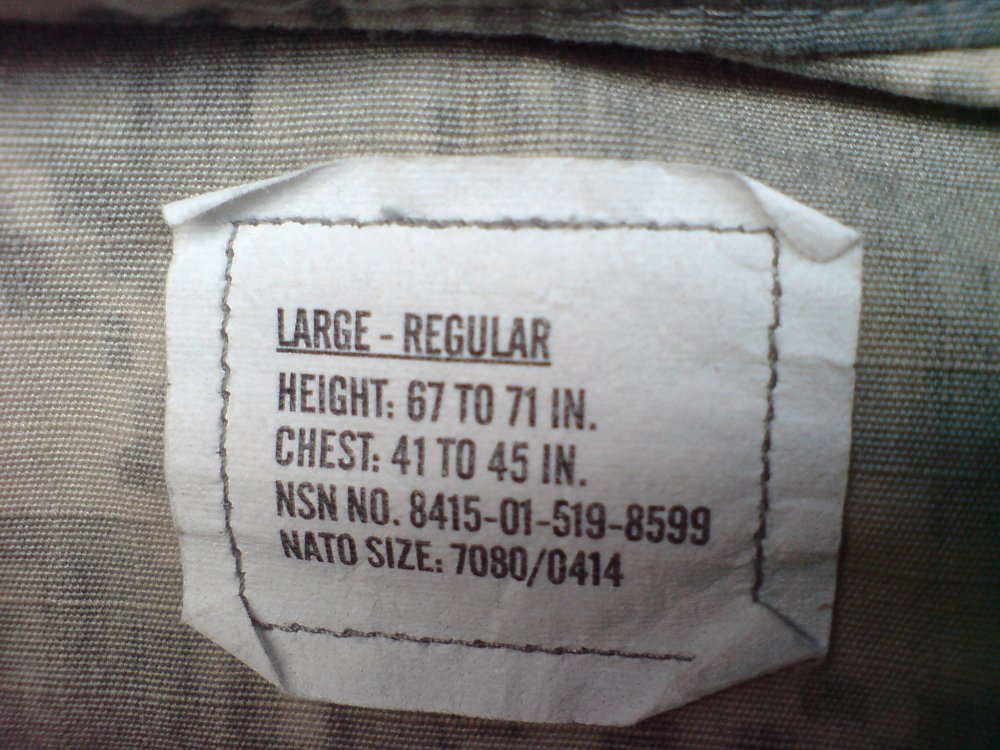 LARGE - REGULAR
HEIGHT: 67 TO 71 IN.
CHEST: 41 TO 45 IN.
NSN NO. 8415-01-519-8599
NATO SIZE: 7080/0414